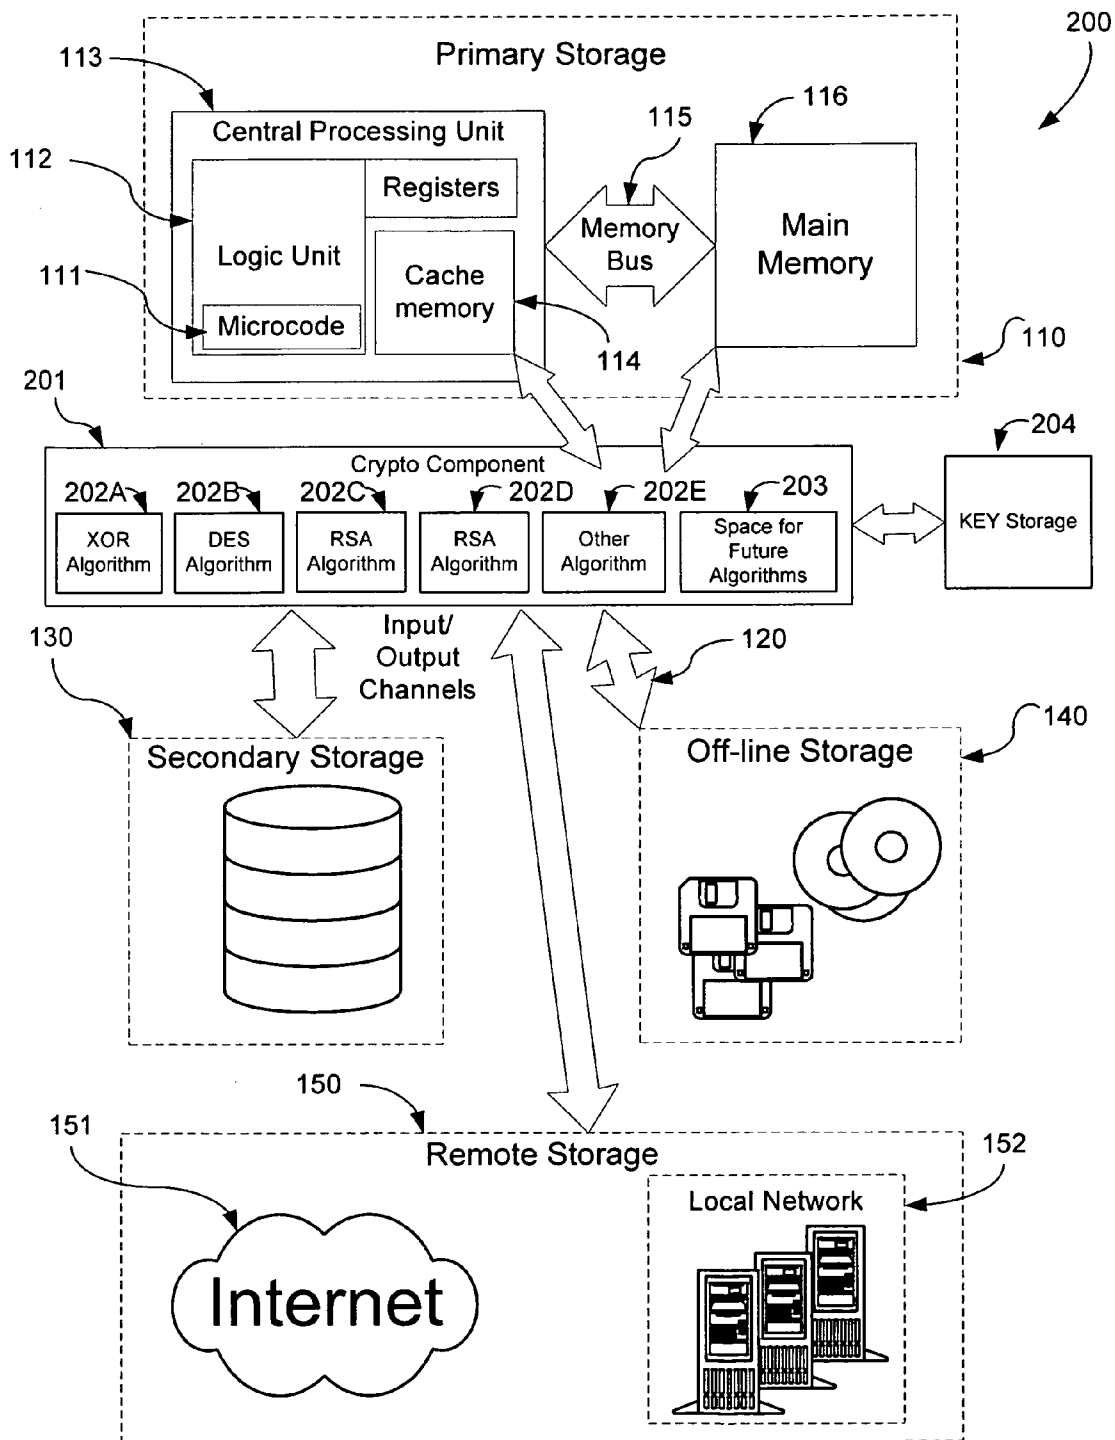 200
Primary Storage
113
116
115
Central Processing Unit
112
Registers
Memory
Bus
Main
Memory
Logic Unit
111
Cache
memory
Microcode
110
114
201
204
Crypto Component
202A
202B
202C
202D
202E
203
XOR
Algorithm
DES
Algorithm
RSA
Algorithm
RSA
Algorithm
Other
Algorithm
Space for
Future
Algorithms
KEY Storage
Input/
Output
Channels
130
120
140
Secondary Storage
Off-line Storage
150
151
Remote Storage
152
Local Network
Internet